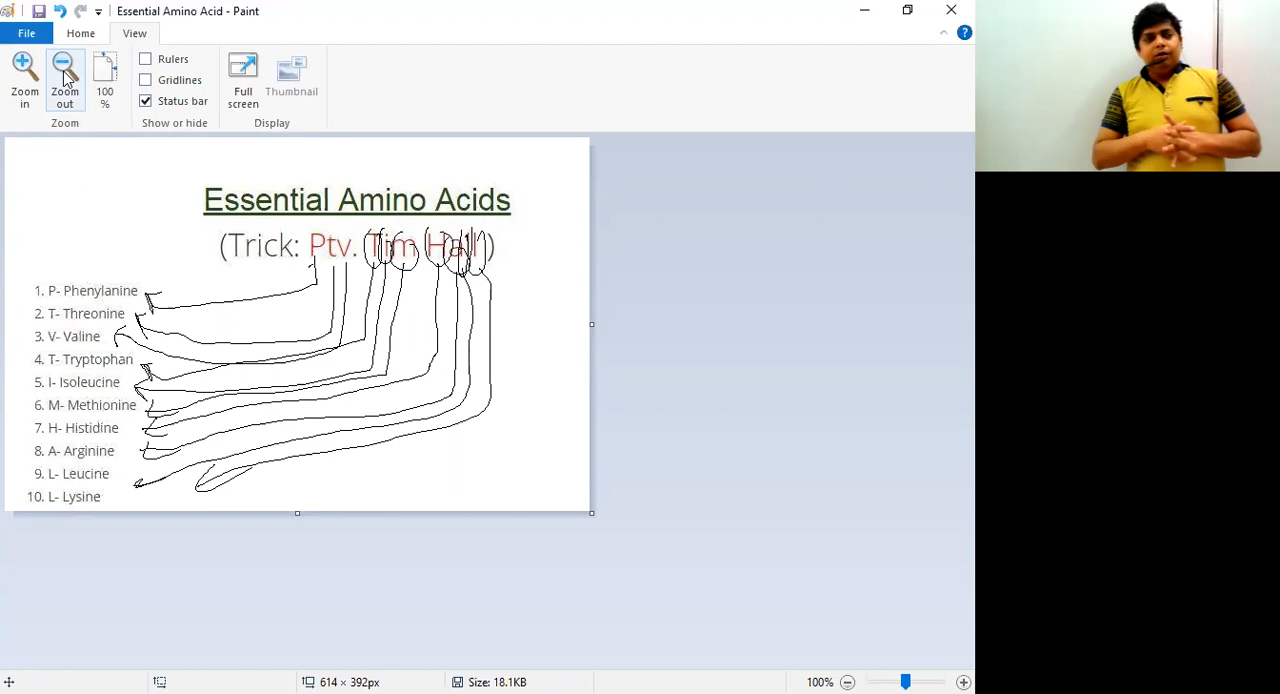 Essential Amino Acid - Paint
File Home View
Zoom in
Zoom out
100 %
Rulers
Gridlines
Status bar
Full screen
Thumbnail
Zoom
Show or hide
Display
Essential Amino Acids
(Trick: Ptv. Tim Hall)
1. P- Phenylanine
2. T- Threonine
3. V- Valine
4. T- Tryptophan
5. I- Isoleucine
6. M- Methionine
7. H- Histidine
8. A- Arginine
9. L- Leucine
10. L- Lysine
614 × 392px
Size: 18.1KB
100%